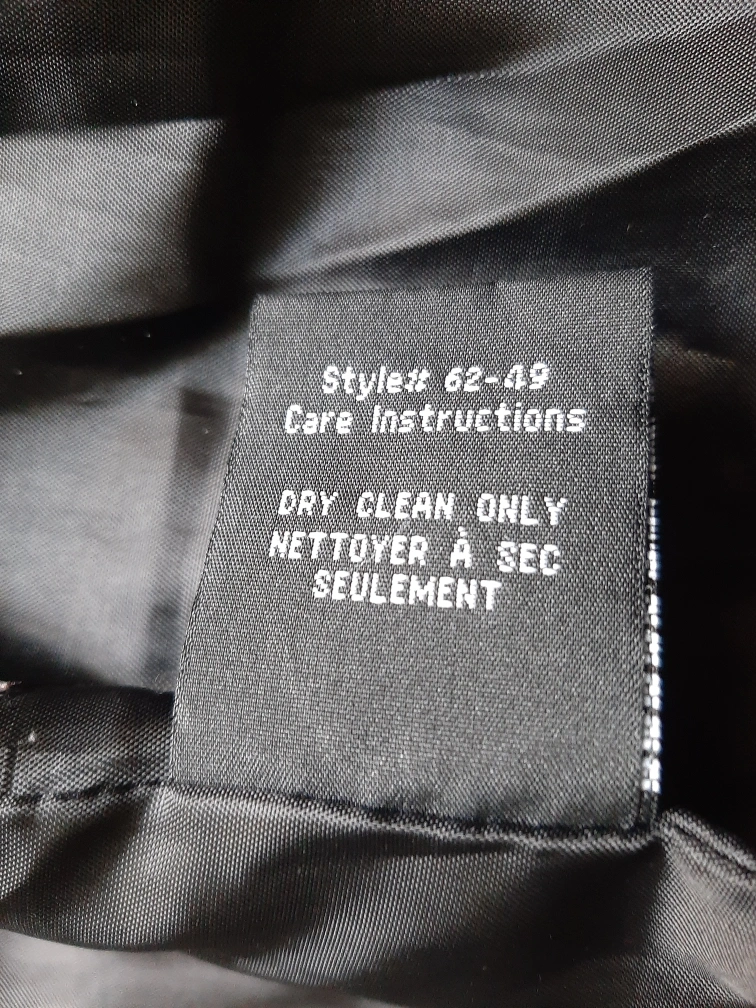 Style# 62-49
Care Instructions
DRY CLEAN ONLY
NETTOYER À SEC
SEULEMENT